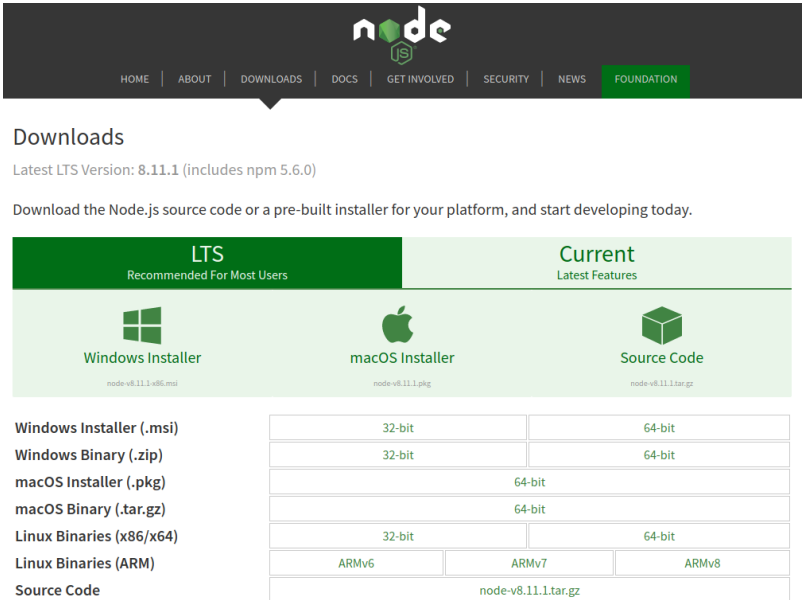 node
JS
HOME ABOUT DOWNLOADS DOCS GET INVOLVED SECURITY NEWS FOUNDATION
Downloads
Latest LTS Version: 8.11.1 (includes npm 5.6.0)
Download the Node.js source code or a pre-built installer for your platform, and start developing today.
LTS
Recommended For Most Users
Current
Latest Features
Windows Installer
node-v8.11.1-x86.msi
macOS Installer
node-v8.11.1.pkg
Source Code
node-v8.11.1.tar.gz
Windows Installer (.msi) 32-bit 64-bit
Windows Binary (.zip) 32-bit 64-bit
macOS Installer (.pkg) 64-bit
macOS Binary (.tar.gz) 64-bit
Linux Binaries (x86/x64) 32-bit 64-bit
Linux Binaries (ARM) ARMv6 ARMv7 ARMv8
Source Code node-v8.11.1.tar.gz